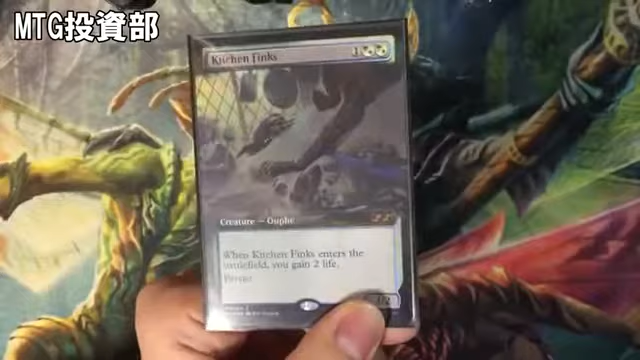 MTG投資部
Kitchen Finks
1
Creature — Ouphe
When Kitchen Finks enters the
battlefield, you gain 2 life.
Persist